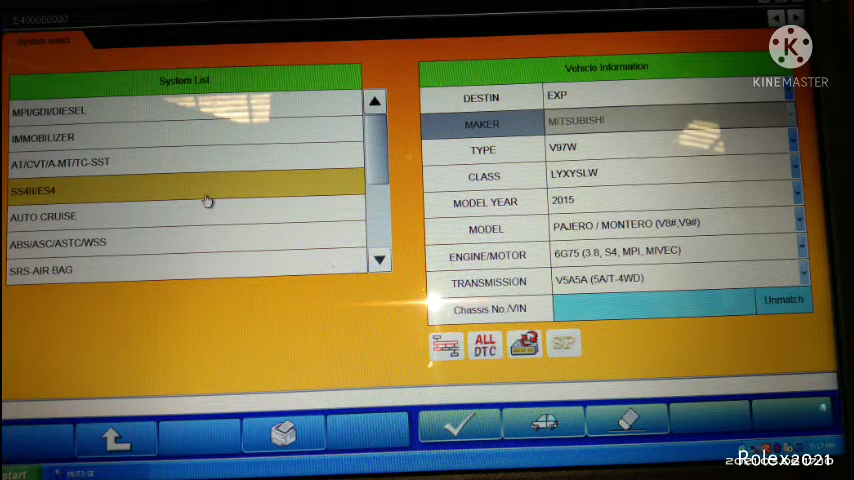 E400000000
System select
System List
MPI/GDI/DIESEL
IMMOBILIZER
AT/CVT/A-MT/TC-SST
SS4II/ES4
AUTO CRUISE
ABS/ASC/ASTC/WSS
SRS-AIR BAG
Vehicle Information
DESTIN EXP
MAKER MITSUBISHI
TYPE V97W
CLASS LYXYSLW
MODEL YEAR 2015
MODEL PAJERO / MONTERO (V8#,V9#)
ENGINE/MOTOR 6G75 (3.8, S4, MPI, MIVEC)
TRANSMISSION V5A5A (5A/T-4WD)
Chassis No./VIN Unmatch
ALL
DTC
SP
K
KINEMASTER
start
MUT3-SE
Rolex2021